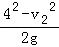 4² − v₂²
2g